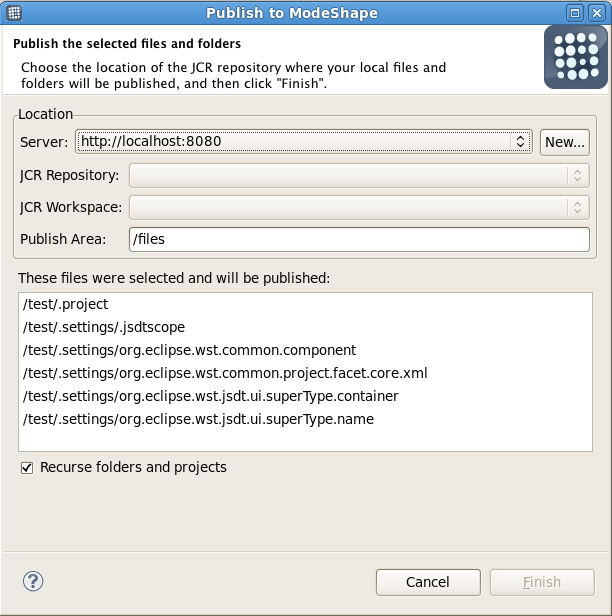 Publish to ModeShape
Publish the selected files and folders
Choose the location of the JCR repository where your local files and
folders will be published, and then click "Finish".
Location
Server: http://localhost:8080 New...
JCR Repository:
JCR Workspace:
Publish Area: /files
These files were selected and will be published:
/test/.project
/test/.settings/.jsdtscope
/test/.settings/org.eclipse.wst.common.component
/test/.settings/org.eclipse.wst.common.project.facet.core.xml
/test/.settings/org.eclipse.wst.jsdt.ui.superType.container
/test/.settings/org.eclipse.wst.jsdt.ui.superType.name
Recurse folders and projects
? Cancel Finish